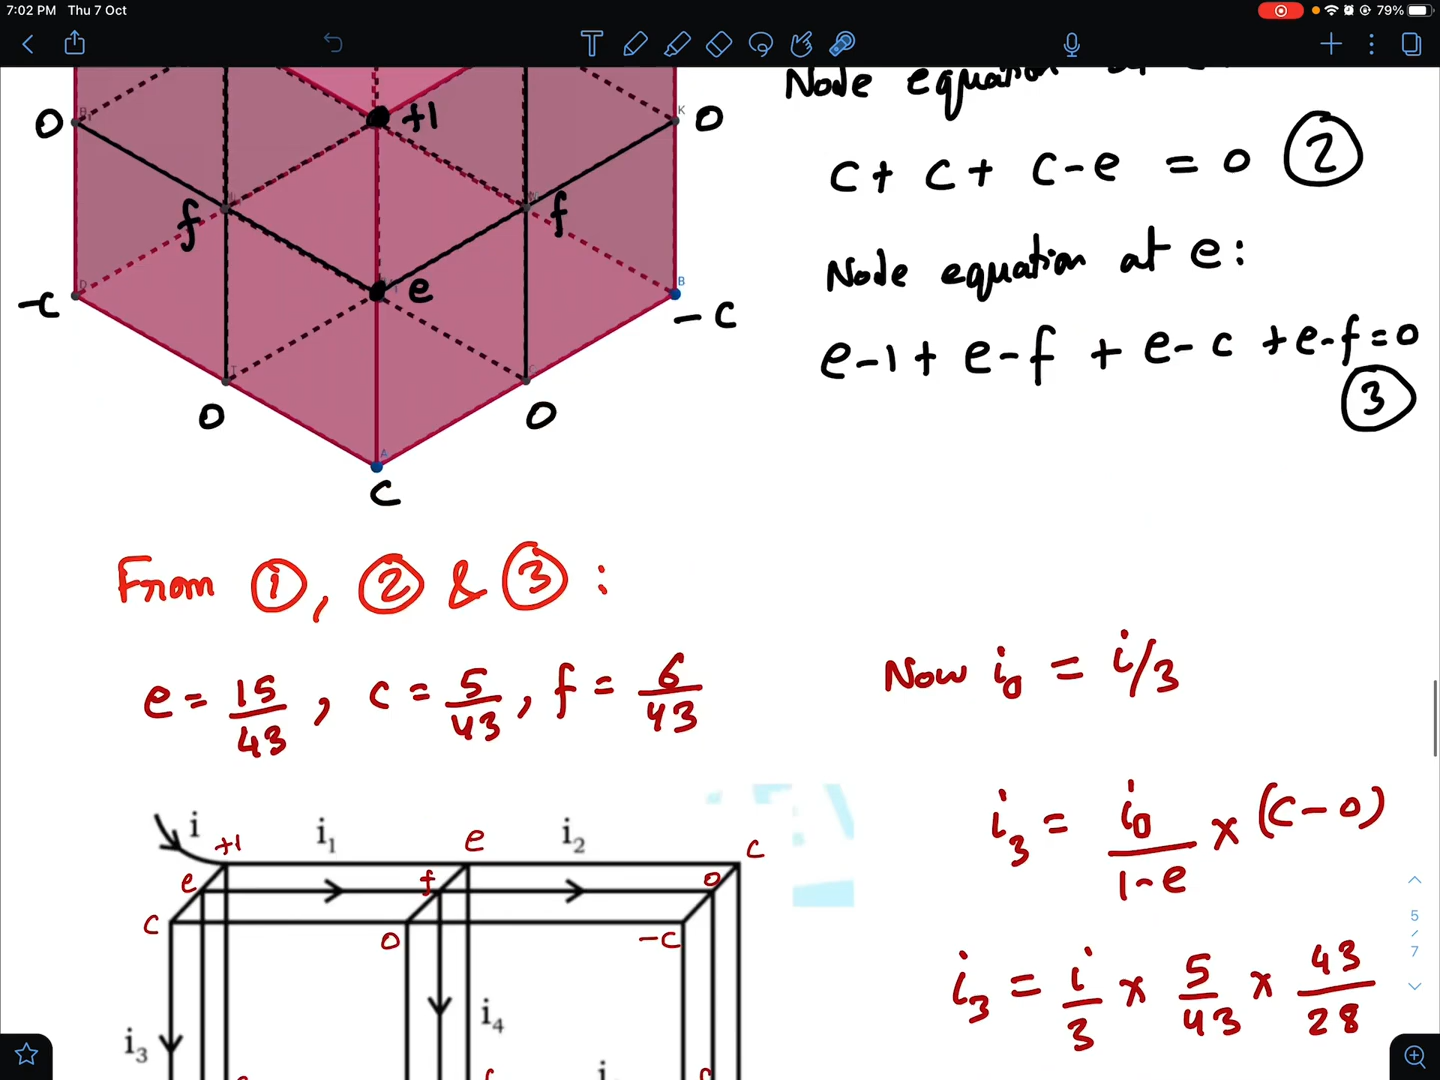 7:02 PM Thu 7 Oct
79%
T
Node equation at
0
+1
K
0
c + c + c - e = 0 ②
f
f
Node equation at e:
D
-c
e
B
-c
e-1 + e-f + e-c + e-f = 0
③
I
0
0
A
c
From ①, ② & ③ :
e = 15/43 , c = 5/43 , f = 6/43
Now i₀ = i/3
i₃ = i₀/(1-e) × (c-0)
i₃ = i/3 × 5/43 × 43/28
i
+1
i₁
e
i₂
c
e
f
0
c
0
-c
i₃
i₄
5
/
7